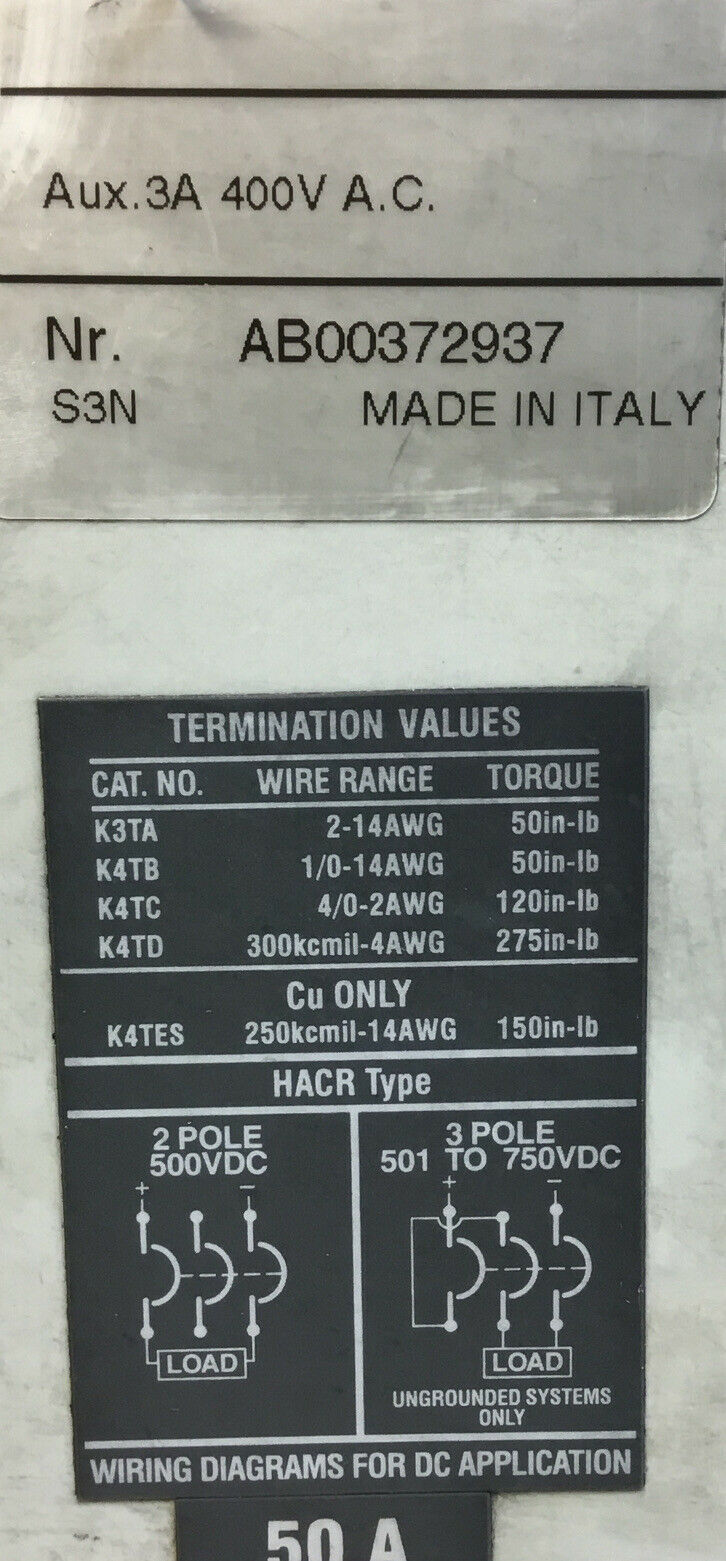 Aux.3A 400V A.C.
Nr. AB00372937
S3N MADE IN ITALY
TERMINATION VALUES
CAT. NO. WIRE RANGE TORQUE
K3TA 2-14AWG 50in-lb
K4TB 1/0-14AWG 50in-lb
K4TC 4/0-2AWG 120in-lb
K4TD 300kcmil-4AWG 275in-lb
Cu ONLY
K4TES 250kcmil-14AWG 150in-lb
HACR Type
2 POLE
500VDC
+ −
LOAD
3 POLE
501 TO 750VDC
+ −
LOAD
UNGROUNDED SYSTEMS
ONLY
WIRING DIAGRAMS FOR DC APPLICATION
50 A